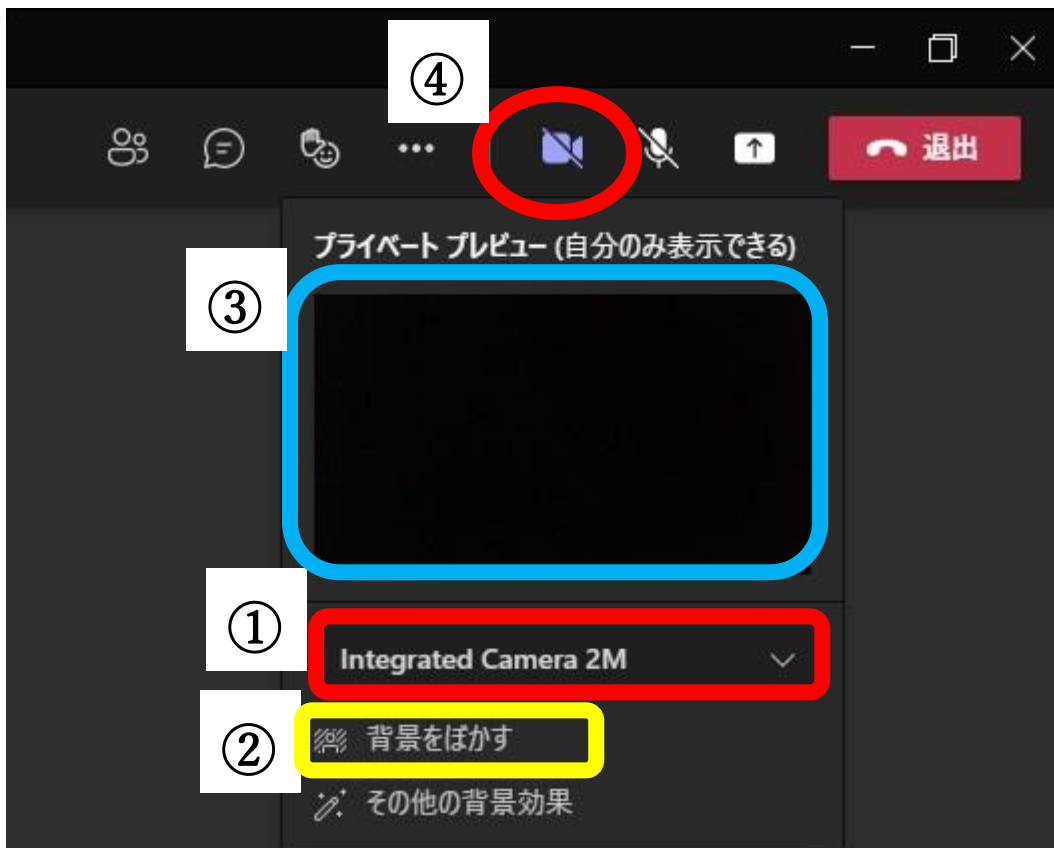 ④
退出
プライベート プレビュー (自分のみ表示できる)
③
①
Integrated Camera 2M
②
背景をぼかす
その他の背景効果